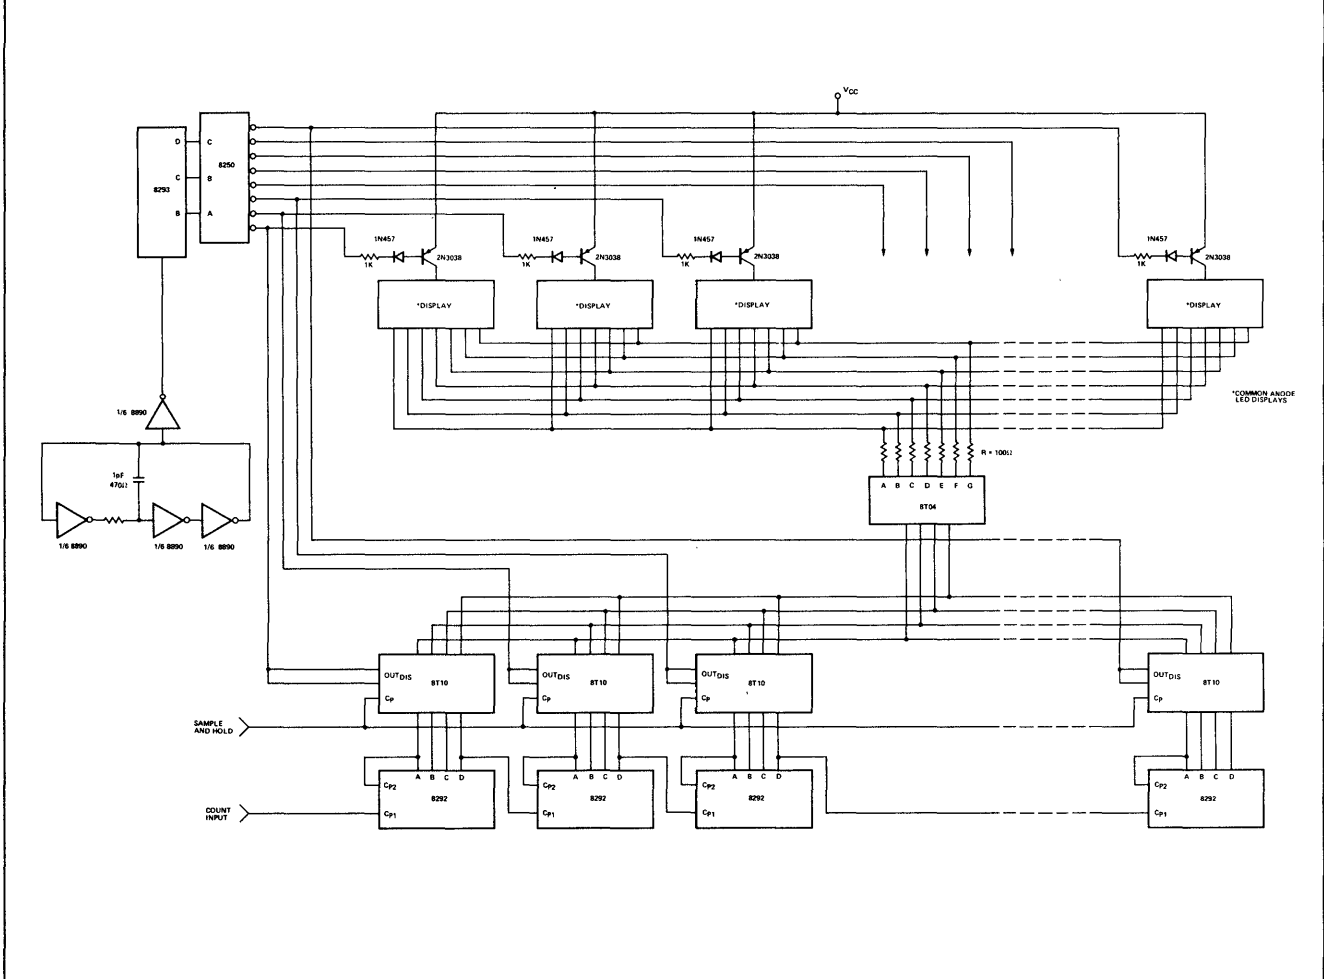 VCC
D C
8250
C B
8293
B A
1N457 1N457 1N457 1N457
2N3038 2N3038 2N3038 2N3038
1K 1K 1K 1K
*DISPLAY *DISPLAY *DISPLAY *DISPLAY
*COMMON ANODE
LED DISPLAYS
1/6 8890
R = 100Ω
1pF
470Ω
A B C D E F G
8T04
1/6 8890 1/6 8890 1/6 8890
OUTDIS 8T10 OUTDIS 8T10 OUTDIS 8T10 OUTDIS 8T10
CP CP CP CP
SAMPLE
AND HOLD
A B C D A B C D A B C D A B C D
CP2 CP2 CP2 CP2
8292 8292 8292 8292
COUNT
INPUT
CP1 CP1 CP1 CP1